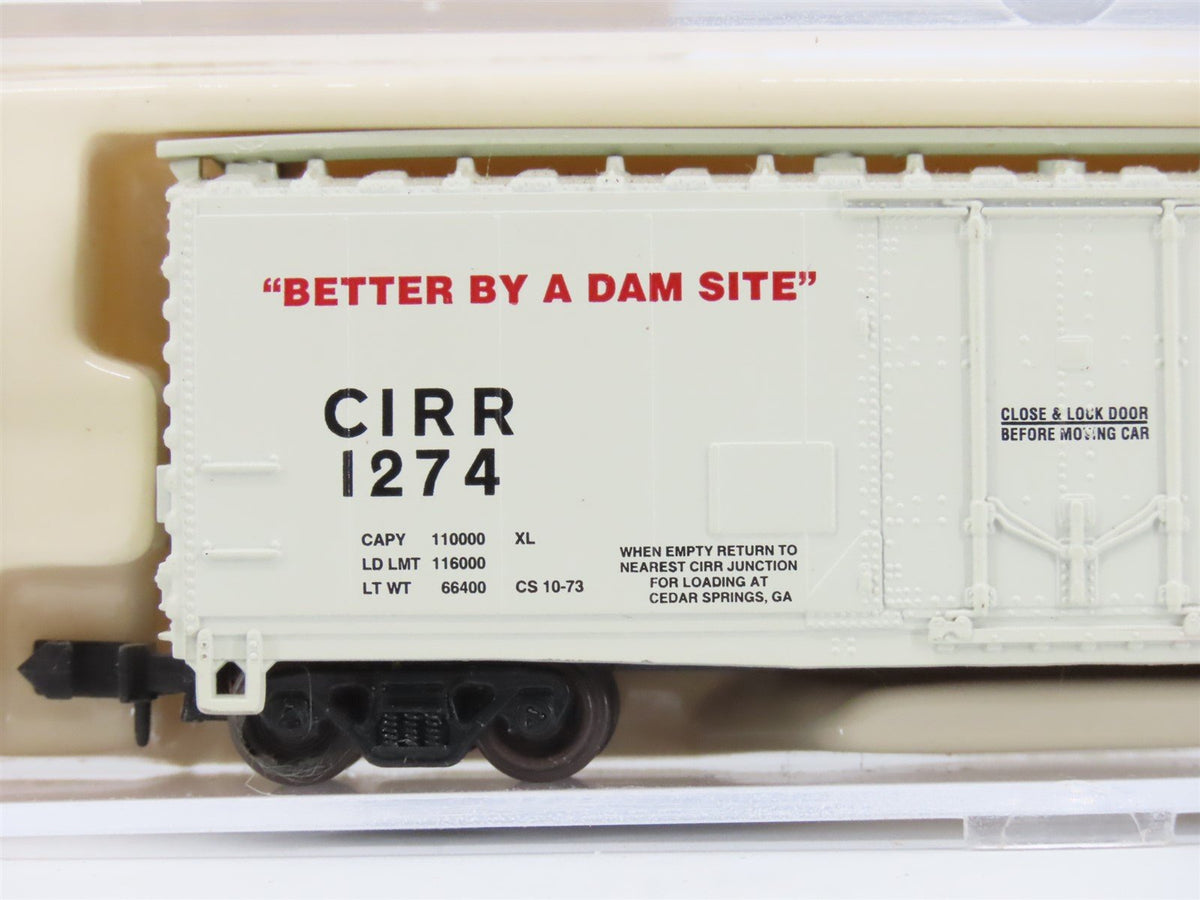 “BETTER BY A DAM SITE”
CIRR
1274
CAPY 110000 XL
LD LMT 116000
LT WT 66400 CS 10-73
WHEN EMPTY RETURN TO
NEAREST CIRR JUNCTION
FOR LOADING AT
CEDAR SPRINGS, GA
CLOSE & LOCK DOOR
BEFORE MOVING CAR